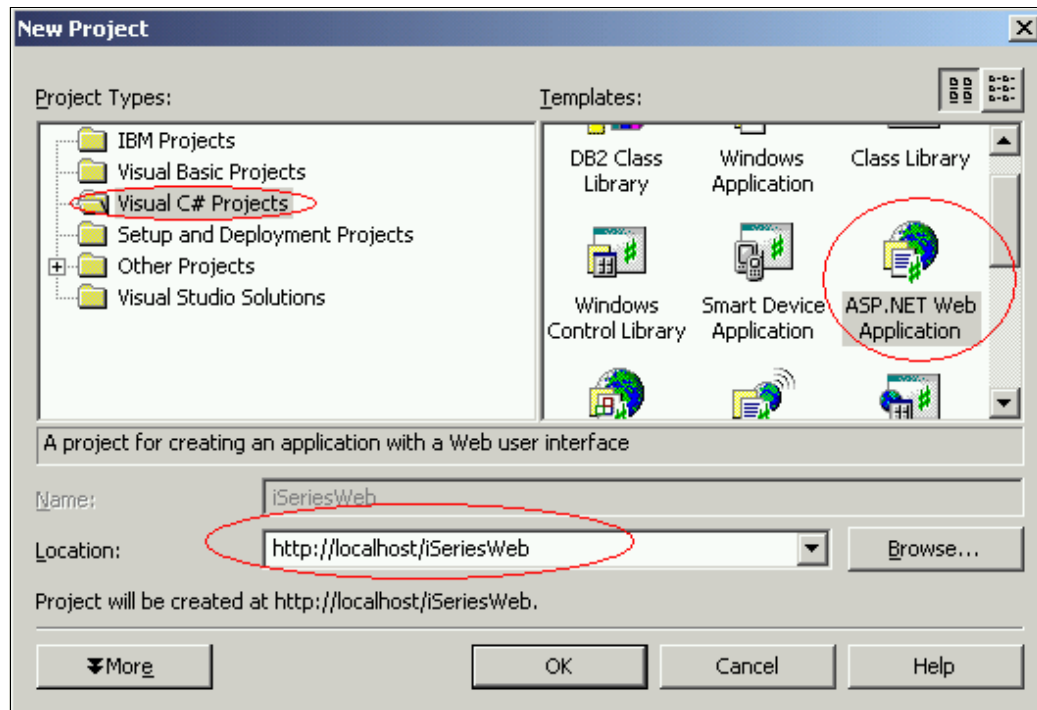 New Project
Project Types:
Templates:
IBM Projects
Visual Basic Projects
Visual C# Projects
Setup and Deployment Projects
Other Projects
Visual Studio Solutions
DB2 Class
Library
Windows
Application
Class Library
Windows
Control Library
Smart Device
Application
ASP.NET Web
Application
A project for creating an application with a Web user interface
Name:
iSeriesWeb
Location:
http://localhost/iSeriesWeb
Browse...
Project will be created at http://localhost/iSeriesWeb.
More
OK
Cancel
Help